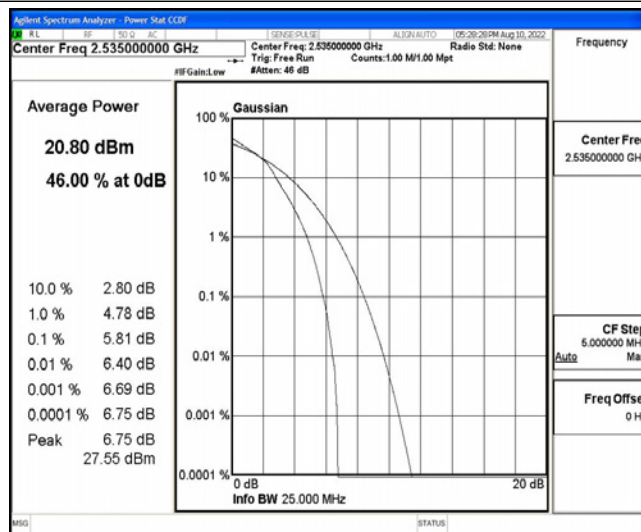 Agilent Spectrum Analyzer - Power Stat CCDF
RL RF 50 Ω AC SENSE:PULSE ALIGN AUTO 05:28:28 PM Aug 10, 2022
Center Freq 2.535000000 GHz
Center Freq: 2.535000000 GHz Radio Std: None
Trig: Free Run Counts:1.00 M/1.00 Mpt
#IFGain:Low #Atten: 46 dB
Frequency
Average Power
20.80 dBm
46.00 % at 0dB
10.0 % 2.80 dB
1.0 % 4.78 dB
0.1 % 5.81 dB
0.01 % 6.40 dB
0.001 % 6.69 dB
0.0001 % 6.75 dB
Peak 6.75 dB
27.55 dBm
Gaussian
100 %
10 %
1 %
0.1 %
0.01 %
0.001 %
0.0001 %
0 dB 20 dB
Info BW 25.000 MHz
Center Fre
2.535000000 GH
CF Ste
5.000000 MH
Auto Ma
Freq Offse
0 H
MSG STATUS